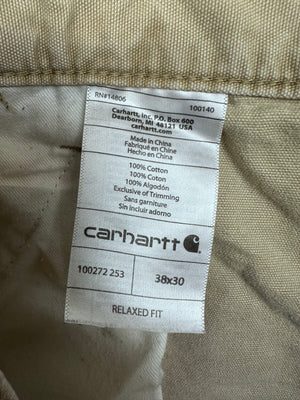 RN#14806 100140
Carhartt, Inc. P.O. Box 600
Dearborn, MI 48121 USA
carhartt.com
Made in China
Fabriqué en Chine
Hecho en China
100% Cotton
100% Coton
100% Algodón
Exclusive of Trimming
Sans garniture
Sin incluir adorno
carhartt
100272 253 38x30
RELAXED FIT